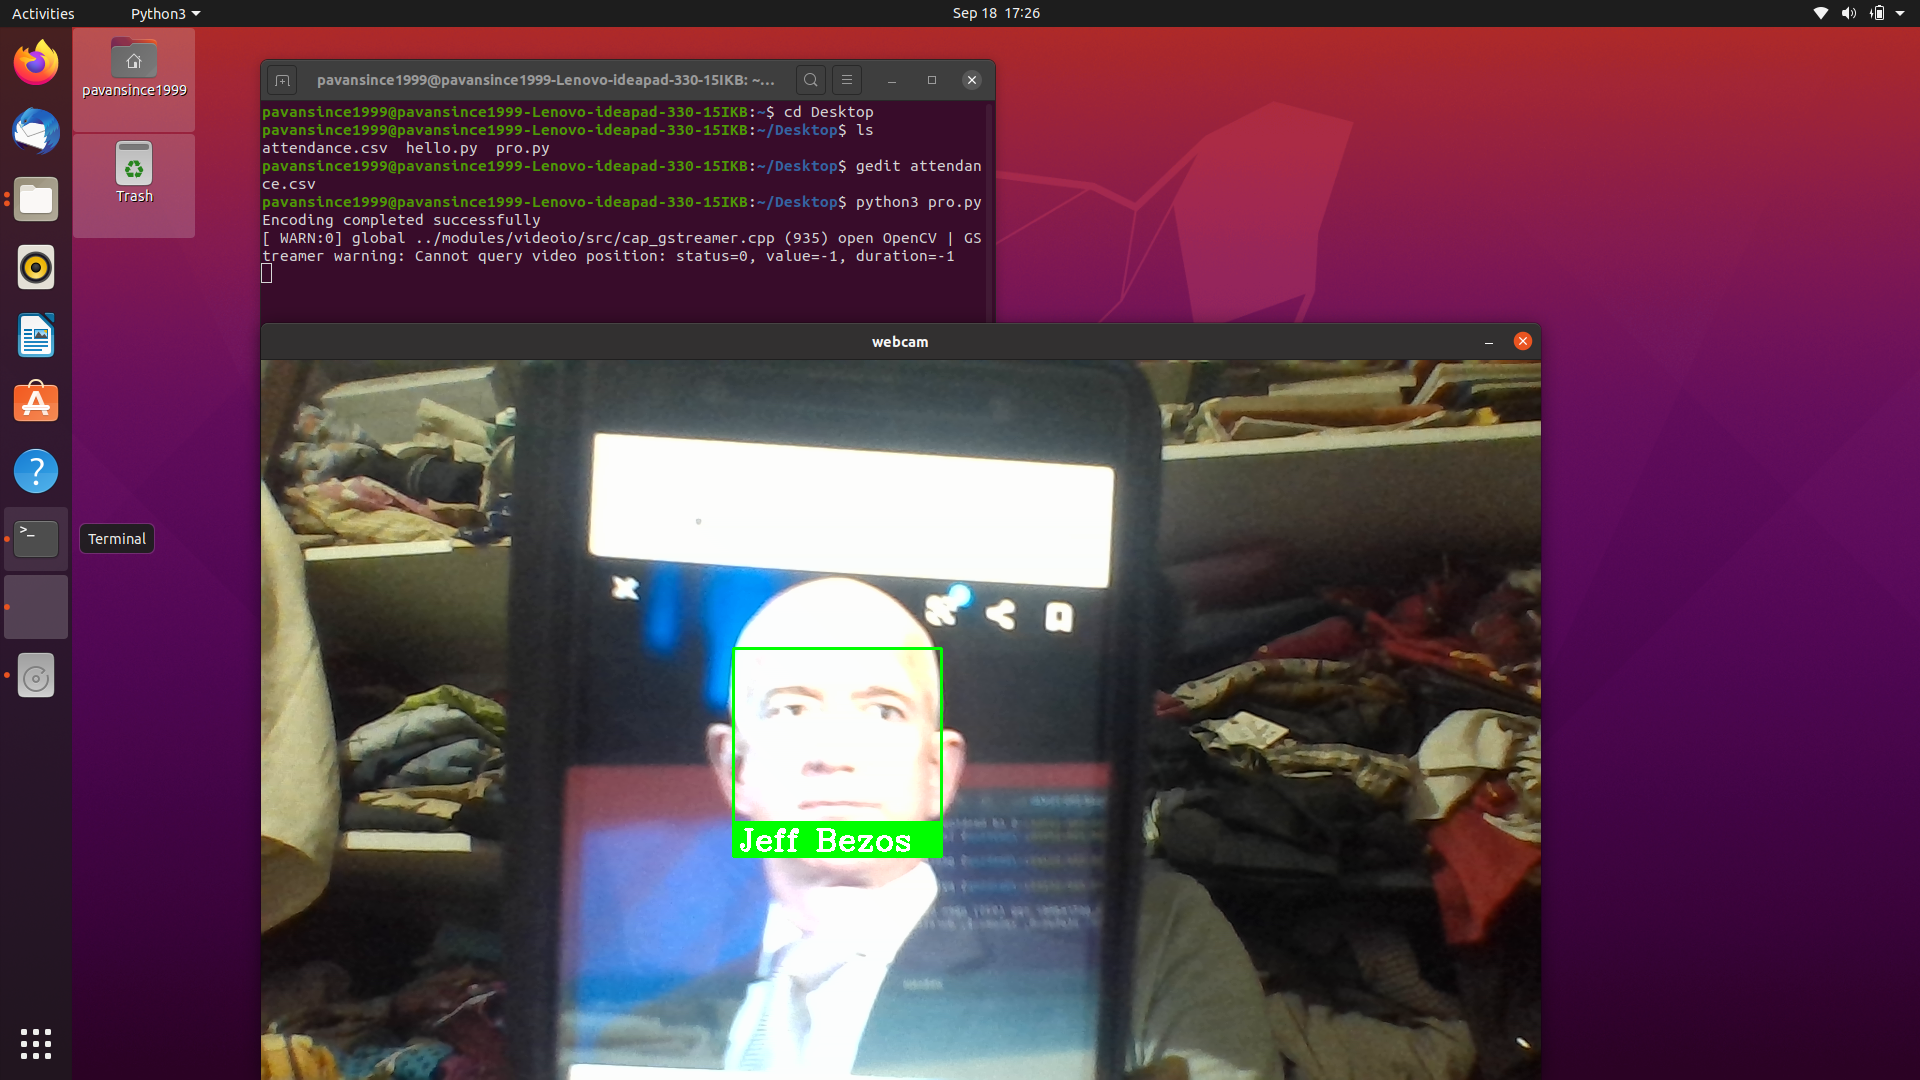 Activities
Python3
Sep 18 17:26
pavansince1999
Trash
Terminal
pavansince1999@pavansince1999-Lenovo-ideapad-330-15IKB: ~...
pavansince1999@pavansince1999-Lenovo-ideapad-330-15IKB:~$ cd Desktop
pavansince1999@pavansince1999-Lenovo-ideapad-330-15IKB:~/Desktop$ ls
attendance.csv  hello.py  pro.py
pavansince1999@pavansince1999-Lenovo-ideapad-330-15IKB:~/Desktop$ gedit attendan
ce.csv
pavansince1999@pavansince1999-Lenovo-ideapad-330-15IKB:~/Desktop$ python3 pro.py
Encoding completed successfully
[ WARN:0] global ../modules/videoio/src/cap_gstreamer.cpp (935) open OpenCV | GS
treamer warning: Cannot query video position: status=0, value=-1, duration=-1
webcam
Jeff Bezos